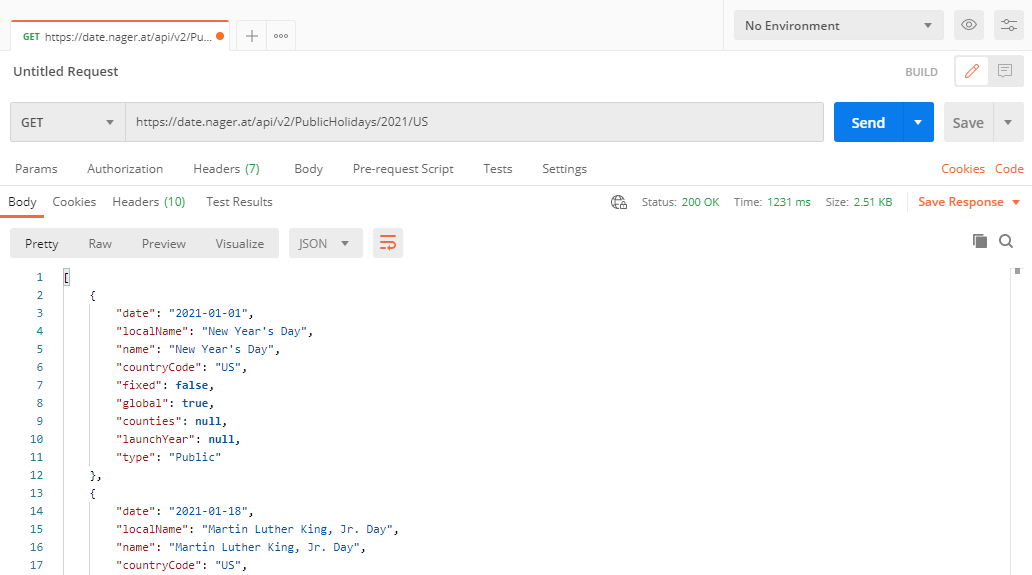 GET https://date.nager.at/api/v2/Pu...
No Environment
Untitled Request
BUILD
GET https://date.nager.at/api/v2/PublicHolidays/2021/US Send Save
Params Authorization Headers (7) Body Pre-request Script Tests Settings Cookies Code
Body Cookies Headers (10) Test Results Status: 200 OK Time: 1231 ms Size: 2.51 KB Save Response
Pretty Raw Preview Visualize JSON
1 [
2 {
3 "date": "2021-01-01",
4 "localName": "New Year's Day",
5 "name": "New Year's Day",
6 "countryCode": "US",
7 "fixed": false,
8 "global": true,
9 "counties": null,
10 "launchYear": null,
11 "type": "Public"
12 },
13 {
14 "date": "2021-01-18",
15 "localName": "Martin Luther King, Jr. Day",
16 "name": "Martin Luther King, Jr. Day",
17 "countryCode": "US",